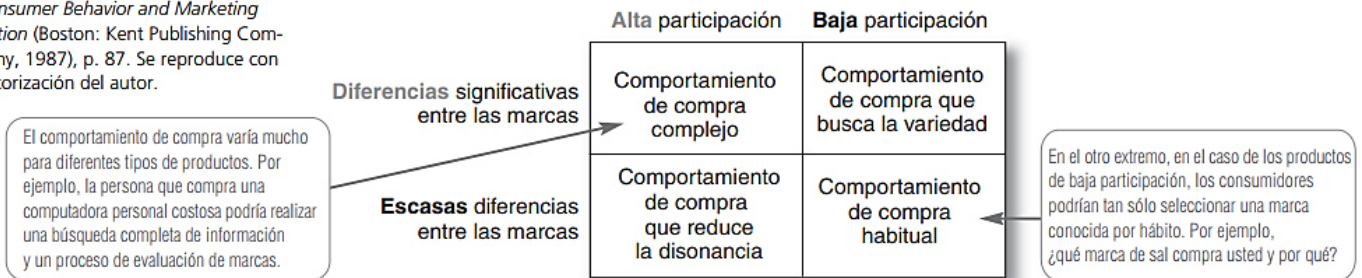 nsumer Behavior and Marketing
tion (Boston: Kent Publishing Com-
ny, 1987), p. 87. Se reproduce con
torización del autor.
Alta participación
Baja participación
Diferencias significativas
entre las marcas
Comportamiento
de compra
complejo
Comportamiento
de compra que
busca la variedad
Escasas diferencias
entre las marcas
Comportamiento
de compra
que reduce
la disonancia
Comportamiento
de compra
habitual
El comportamiento de compra varía mucho
para diferentes tipos de productos. Por
ejemplo, la persona que compra una
computadora personal costosa podría realizar
una búsqueda completa de información
y un proceso de evaluación de marcas.
En el otro extremo, en el caso de los productos
de baja participación, los consumidores
podrían tan sólo seleccionar una marca
conocida por hábito. Por ejemplo,
¿qué marca de sal compra usted y por qué?